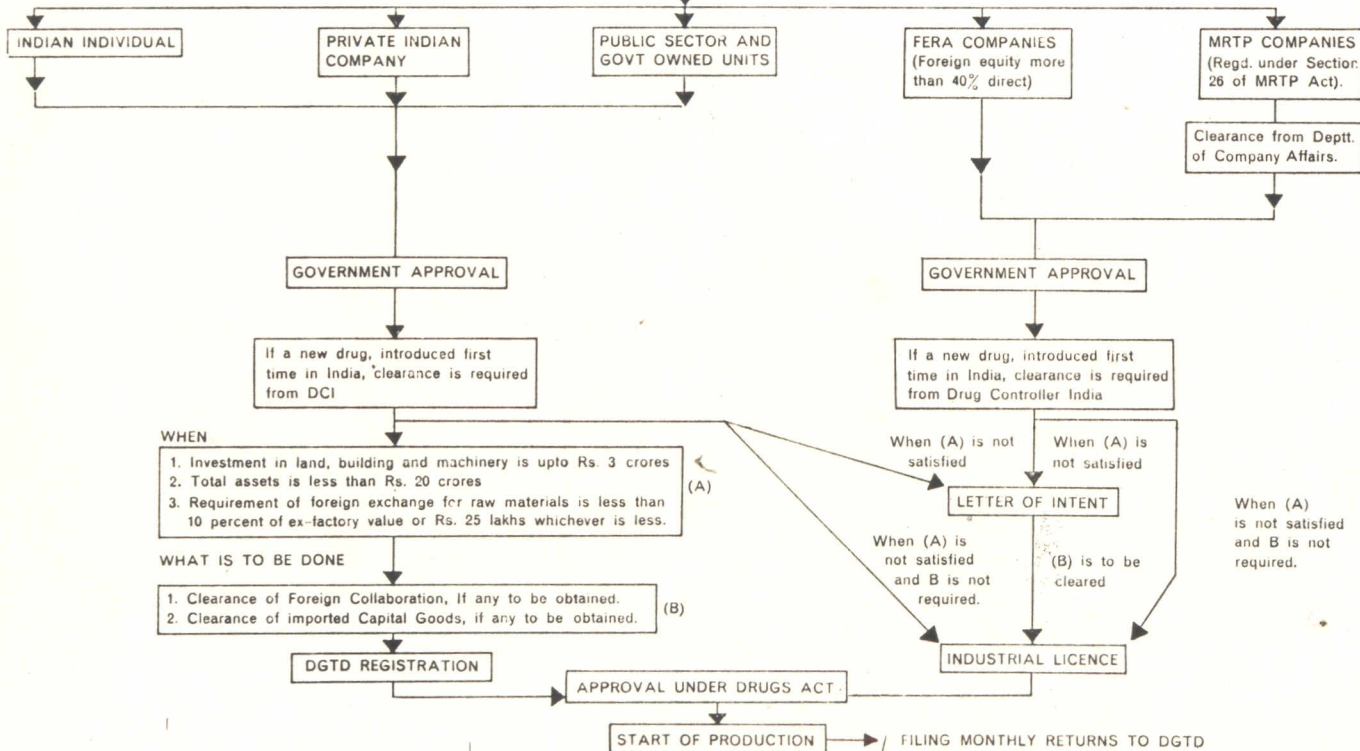 INDIAN INDIVIDUAL
PRIVATE INDIAN
COMPANY
PUBLIC SECTOR AND
GOVT OWNED UNITS
FERA COMPANIES
(Foreign equity more
than 40% direct)
MRTP COMPANIES
(Regd. under Section
26 of MRTP Act).
Clearance from Deptt.
of Company Affairs.
GOVERNMENT APPROVAL
GOVERNMENT APPROVAL
If a new drug, introduced first
time in India, clearance is required
from DCI
If a new drug, introduced first
time in India, clearance is required
from Drug Controller India
WHEN
1. Investment in land, building and machinery is upto Rs. 3 crores
2. Total assets is less than Rs. 20 crores
3. Requirement of foreign exchange for raw materials is less than
10 percent of ex-factory value or Rs. 25 lakhs whichever is less.
(A)
When (A) is not
satisfied
When (A) is
not satisfied
LETTER OF INTENT
When (A)
is not satisfied
and B is not
required.
When (A) is
not satisfied
and B is not
required.
(B) is to be
cleared
WHAT IS TO BE DONE
1. Clearance of Foreign Collaboration, If any to be obtained.
2. Clearance of imported Capital Goods, if any to be obtained.
(B)
DGTD REGISTRATION
INDUSTRIAL LICENCE
APPROVAL UNDER DRUGS ACT
START OF PRODUCTION
FILING MONTHLY RETURNS TO DGTD